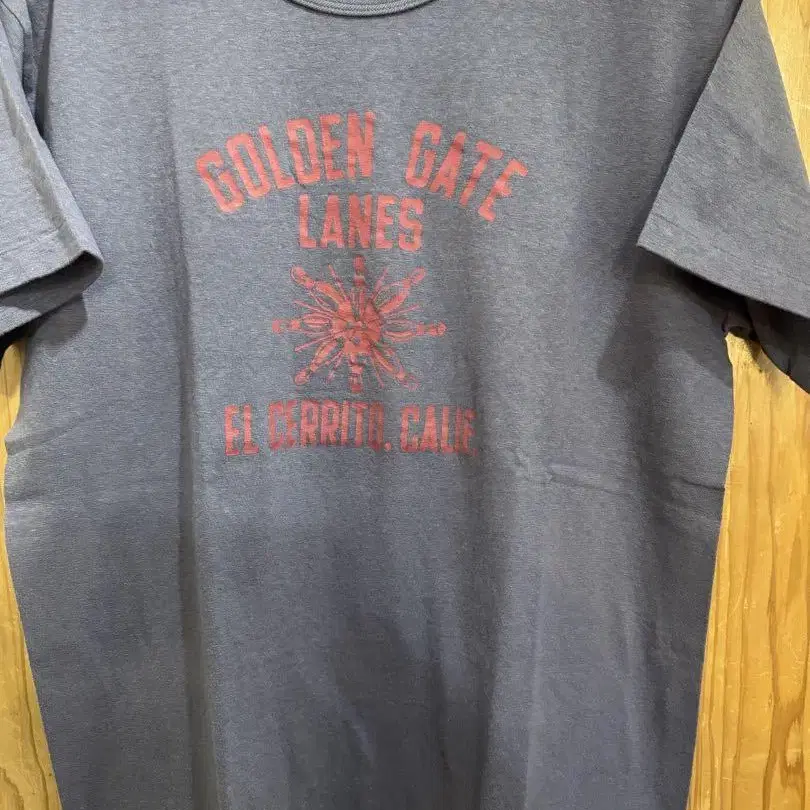 GOLDEN GATE
LANES
EL CERRITO, CALIF.